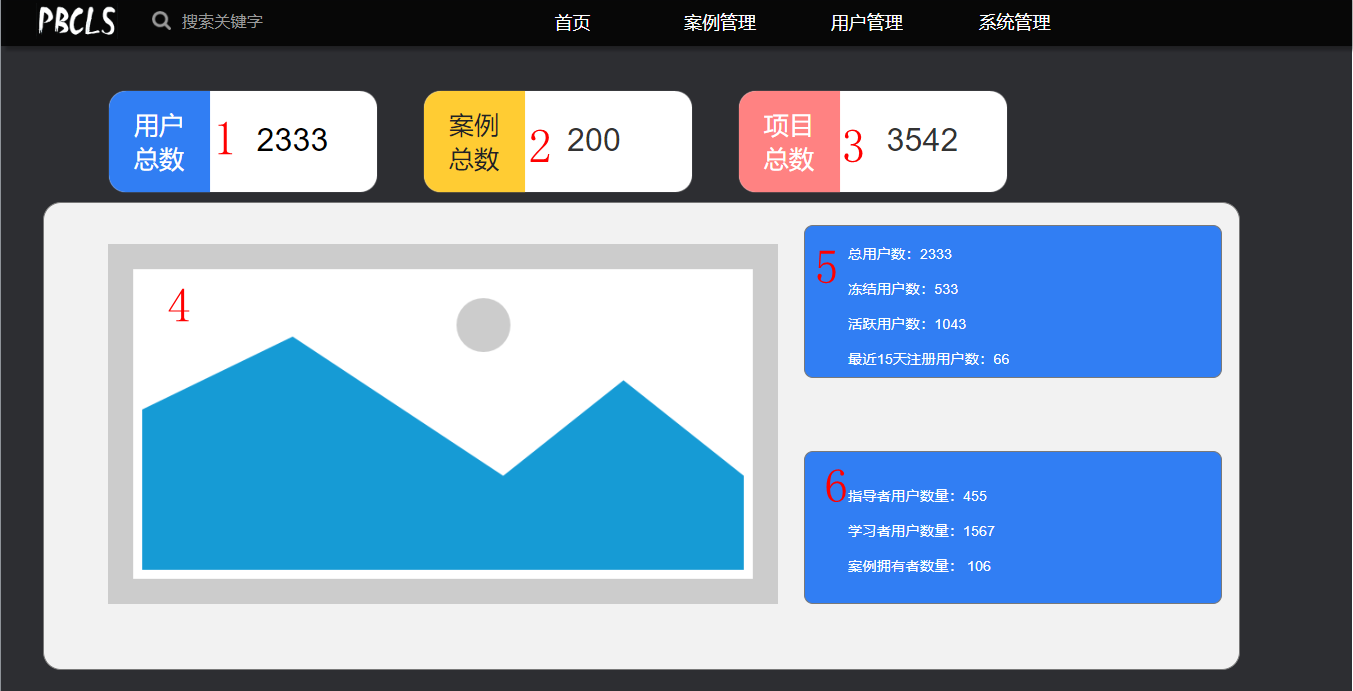 PBCLS 搜索关键字 首页 案例管理 用户管理 系统管理
用户
总数
1 2333
案例
总数
2 200
项目
总数
3 3542
4
5
总用户数：2333
冻结用户数：533
活跃用户数：1043
最近15天注册用户数：66
6
指导者用户数量：455
学习者用户数量：1567
案例拥有者数量： 106